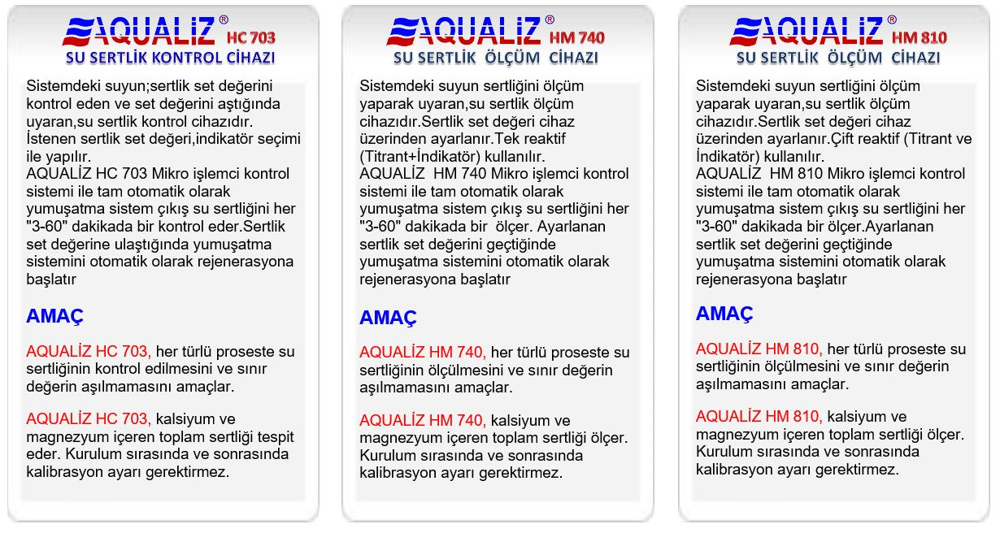 AQUALİZ® HC 703
SU SERTLİK KONTROL CİHAZI
Sistemdeki suyun;sertlik set değerini
kontrol eden ve set değerini aştığında
uyaran,su sertlik kontrol cihazıdır.
İstenen sertlik set değeri,indikatör seçimi
ile yapılır.
AQUALİZ HC 703 Mikro işlemci kontrol
sistemi ile tam otomatik olarak
yumuşatma sistem çıkış su sertliğini her
"3-60" dakikada bir kontrol eder.Sertlik
set değerine ulaştığında yumuşatma
sistemini otomatik olarak rejenerasyona
başlatır
AMAÇ
AQUALİZ HC 703, her türlü proseste su
sertliğinin kontrol edilmesini ve sınır
değerin aşılmamasını amaçlar.
AQUALİZ HC 703, kalsiyum ve
magnezyum içeren toplam sertliği tespit
eder. Kurulum sırasında ve sonrasında
kalibrasyon ayarı gerektirmez.
AQUALİZ® HM 740
SU SERTLİK ÖLÇÜM CİHAZI
Sistemdeki suyun sertliğini ölçüm
yaparak uyaran,su sertlik ölçüm
cihazıdır.Sertlik set değeri cihaz
üzerinden ayarlanır.Tek reaktif
(Titrant+İndikatör) kullanılır.
AQUALİZ HM 740 Mikro işlemci kontrol
sistemi ile tam otomatik olarak
yumuşatma sistem çıkış su sertliğini her
"3-60" dakikada bir ölçer. Ayarlanan
sertlik set değerini geçtiğinde
yumuşatma sistemini otomatik olarak
rejenerasyona başlatır
AMAÇ
AQUALİZ HM 740, her türlü proseste su
sertliğinin ölçülmesini ve sınır değerin
aşılmamasını amaçlar.
AQUALİZ HM 740, kalsiyum ve
magnezyum içeren toplam sertliği ölçer.
Kurulum sırasında ve sonrasında
kalibrasyon ayarı gerektirmez.
AQUALİZ® HM 810
SU SERTLİK ÖLÇÜM CİHAZI
Sistemdeki suyun sertliğini ölçüm
yaparak uyaran,su sertlik ölçüm
cihazıdır.Sertlik set değeri cihaz
üzerinden ayarlanır.Çift reaktif (Titrant ve
İndikatör) kullanılır.
AQUALİZ HM 810 Mikro işlemci kontrol
sistemi ile tam otomatik olarak
yumuşatma sistem çıkış su sertliğini her
"3-60" dakikada bir ölçer.Ayarlanan
sertlik set değerini geçtiğinde
yumuşatma sistemini otomatik olarak
rejenerasyona başlatır
AMAÇ
AQUALİZ HM 810, her türlü proseste su
sertliğinin ölçülmesini ve sınır değerin
aşılmamasını amaçlar.
AQUALİZ HM 810, kalsiyum ve
magnezyum içeren toplam sertliği ölçer.
Kurulum sırasında ve sonrasında
kalibrasyon ayarı gerektirmez.